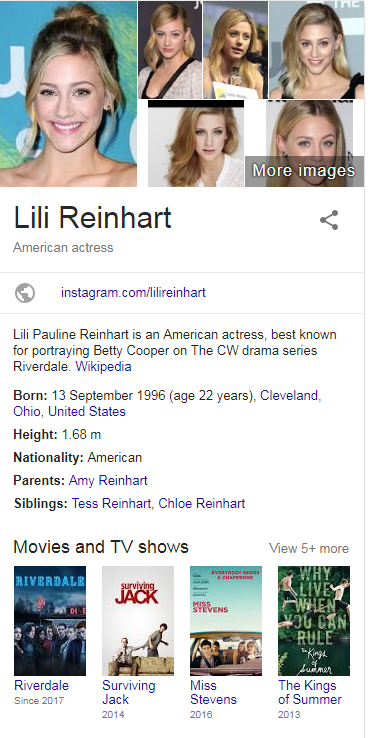 More images
Lili Reinhart
American actress
instagram.com/lilireinhart
Lili Pauline Reinhart is an American actress, best known
for portraying Betty Cooper on The CW drama series
Riverdale. Wikipedia
Born: 13 September 1996 (age 22 years), Cleveland,
Ohio, United States
Height: 1.68 m
Nationality: American
Parents: Amy Reinhart
Siblings: Tess Reinhart, Chloe Reinhart
Movies and TV shows
View 5+ more
RIVERDALE
surviving
JACK
EVERYBODY NEEDS
A CHAPERONE
MISS
STEVENS
WHY
LIVE
WHEN
YOU CAN
RULE
The Kings
of Summer
Riverdale
Since 2017
Surviving
Jack
2014
Miss
Stevens
2016
The Kings
of Summer
2013